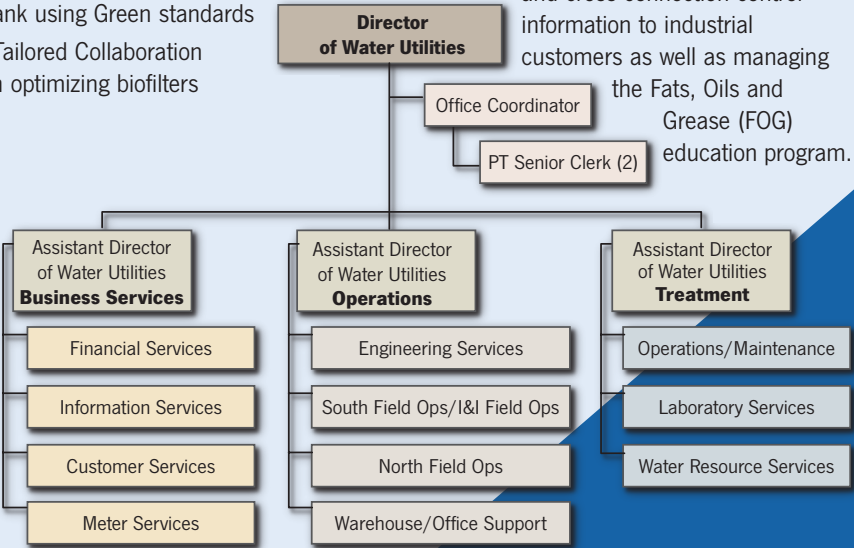 ank using Green standards
Tailored Collaboration
optimizing biofilters
information to industrial
customers as well as managing
the Fats, Oils and
Grease (FOG)
education program.
Director
of Water Utilities
Office Coordinator
PT Senior Clerk (2)
Assistant Director
of Water Utilities
Business Services
Financial Services
Information Services
Customer Services
Meter Services
Assistant Director
of Water Utilities
Operations
Engineering Services
South Field Ops/I&I Field Ops
North Field Ops
Warehouse/Office Support
Assistant Director
of Water Utilities
Treatment
Operations/Maintenance
Laboratory Services
Water Resource Services